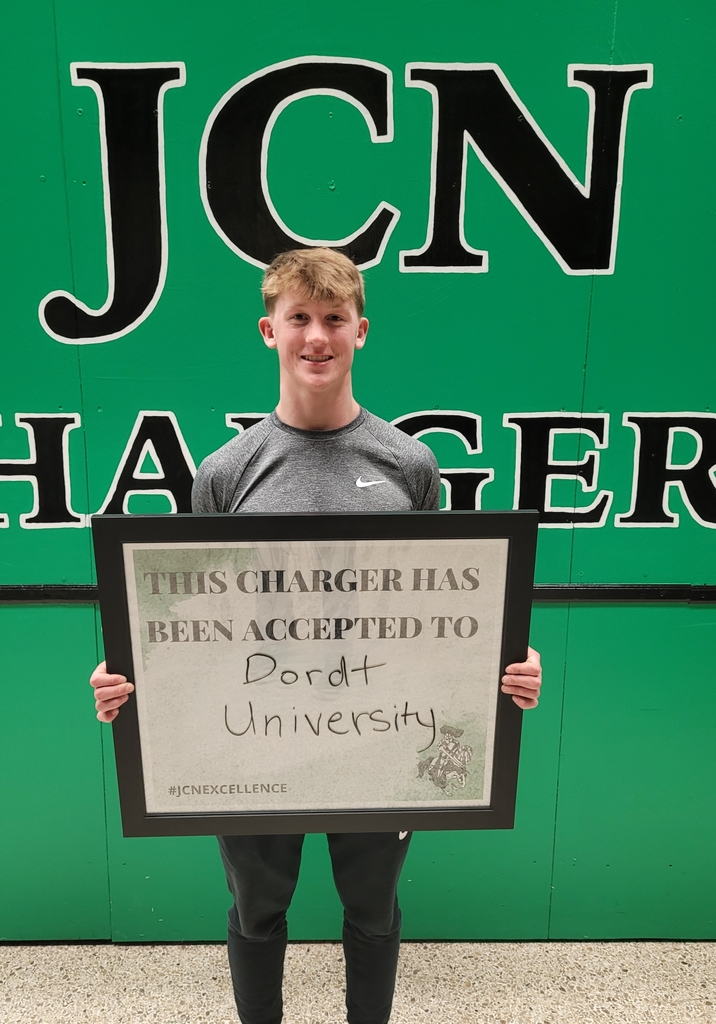 JCN
HARGER
THIS CHARGER HAS
BEEN ACCEPTED TO
Dordt
University
#JCNEXCELLENCE